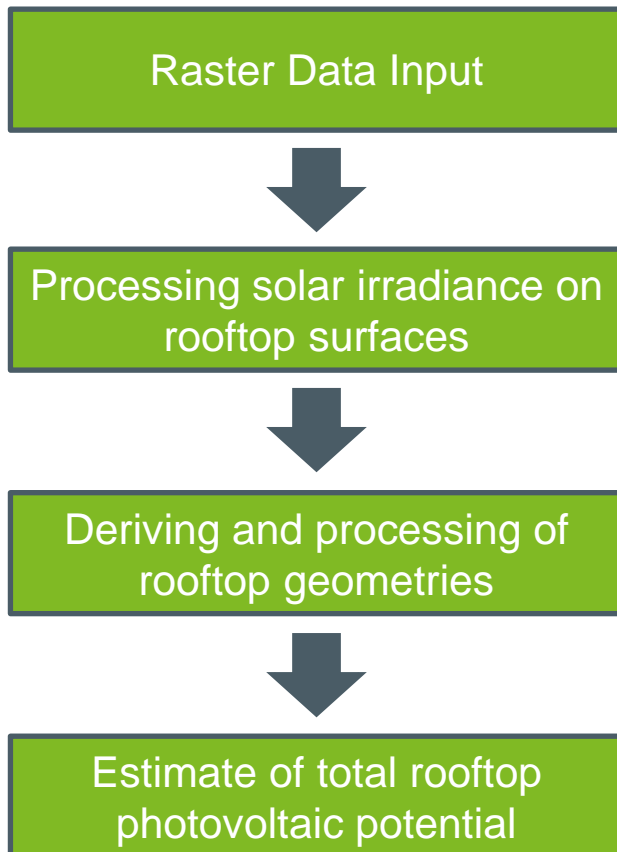 Raster Data Input
Processing solar irradiance on
rooftop surfaces
Deriving and processing of
rooftop geometries
Estimate of total rooftop
photovoltaic potential